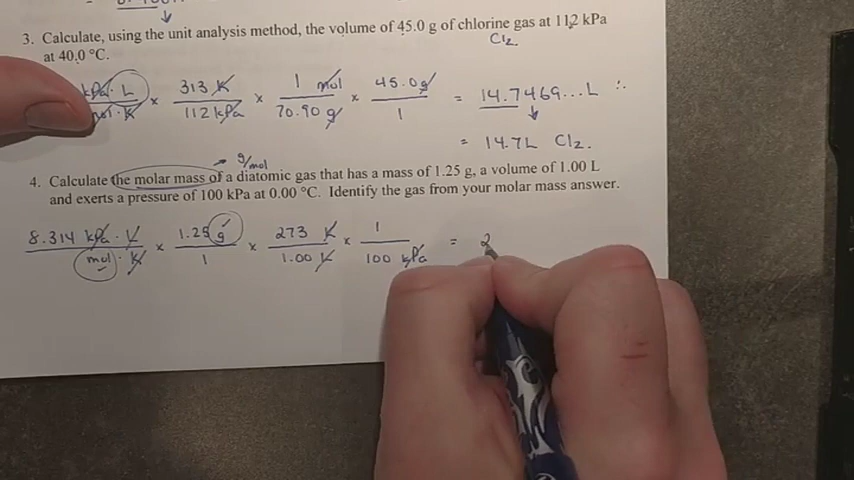 3. Calculate, using the unit analysis method, the volume of 45.0 g of chlorine gas at 112 kPa
Cl₂
at 40.0 °C.
kPa · L / mol · K × 313 K / 112 kPa × 1 mol / 70.90 g × 45.0 g / 1 = 14.7469...L ∴
= 14.7L Cl₂.
g/mol
4. Calculate the molar mass of a diatomic gas that has a mass of 1.25 g, a volume of 1.00 L
and exerts a pressure of 100 kPa at 0.00 °C. Identify the gas from your molar mass answer.
8.314 kPa · L / mol · K × 1.25 g / 1 × 273 K / 1.00 L × 1 / 100 kPa = 2